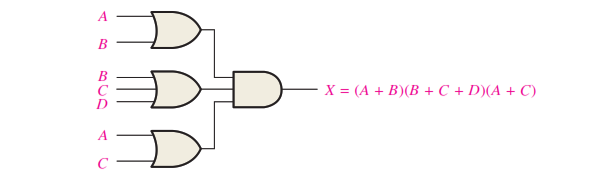 A
B
B
C
D
X = (A + B)(B + C + D)(A + C)
A
C